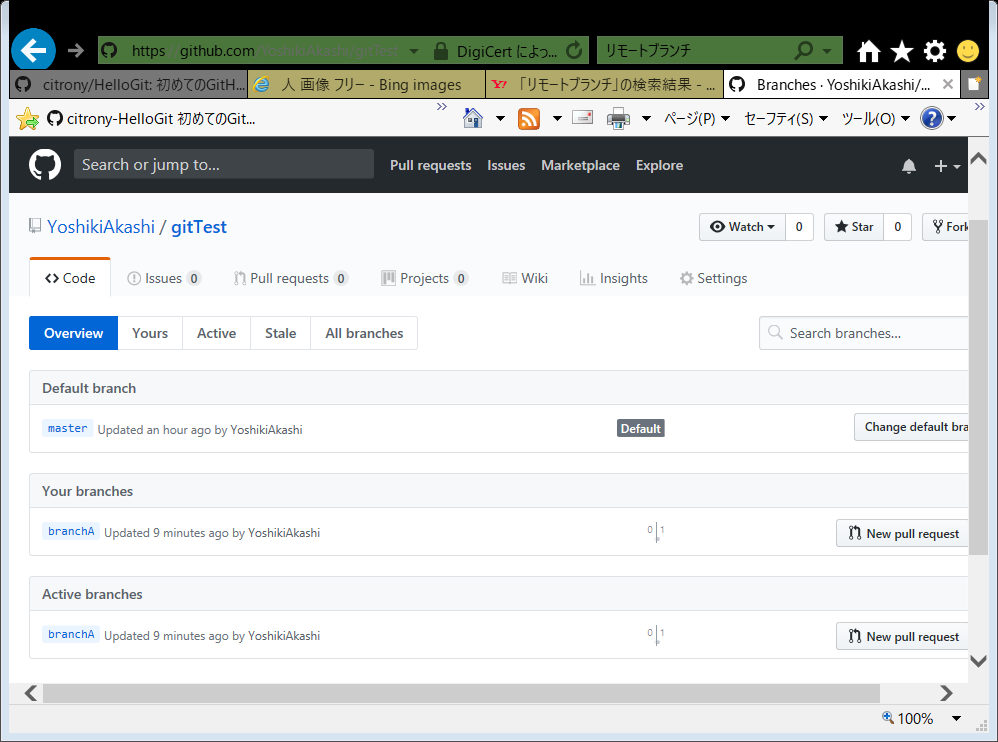 https://github.com/YoshikiAkashi/gitTest DigiCert によっ... リモートブランチ
citrony/HelloGit: 初めてのGitH... 人 画像 フリー - Bing images 「リモートブランチ」の検索結果 - ... Branches · YoshikiAkashi/...
citrony-HelloGit 初めてのGit... ページ(P) セーフティ(S) ツール(O)
Search or jump to... Pull requests Issues Marketplace Explore
YoshikiAkashi / gitTest Watch 0 Star 0 Fork
Code Issues 0 Pull requests 0 Projects 0 Wiki Insights Settings
Overview Yours Active Stale All branches Search branches...
Default branch
master Updated an hour ago by YoshikiAkashi Default Change default bra
Your branches
branchA Updated 9 minutes ago by YoshikiAkashi 0 1 New pull request
Active branches
branchA Updated 9 minutes ago by YoshikiAkashi 0 1 New pull request
100%